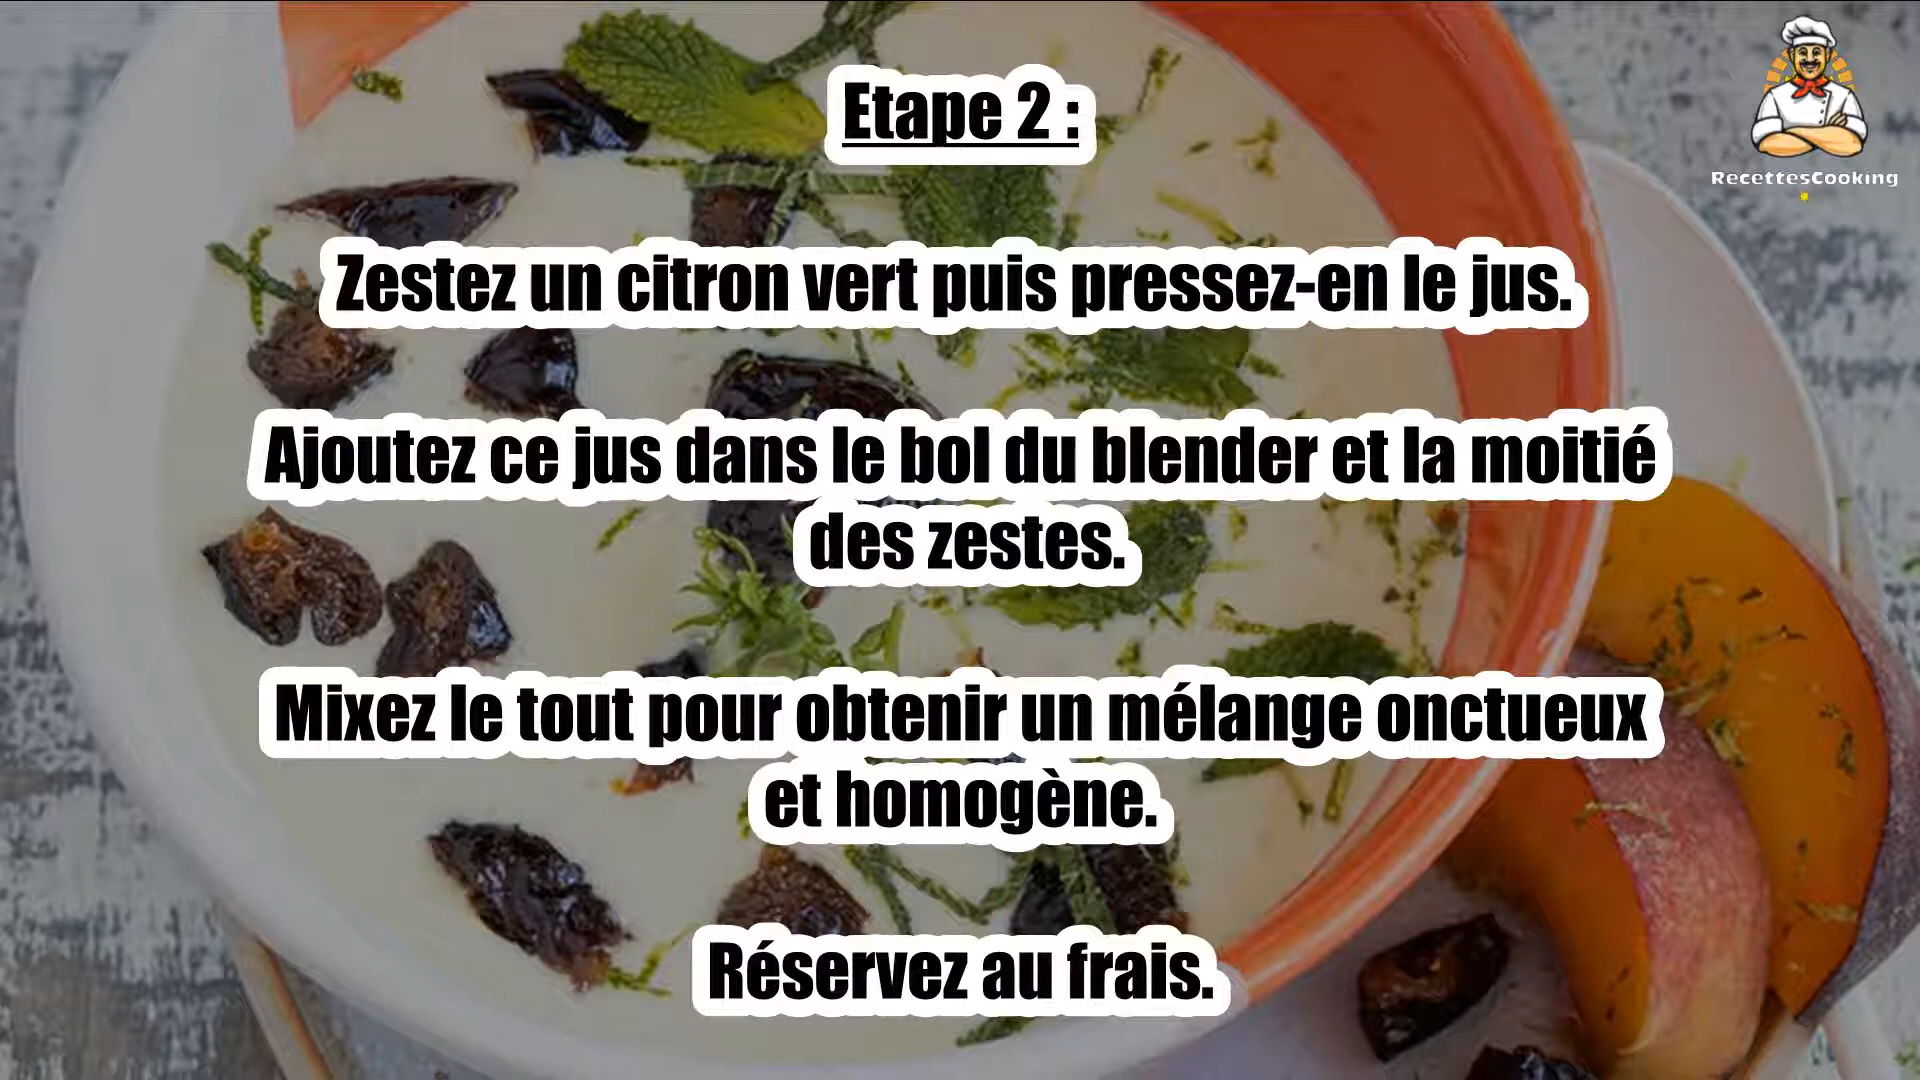 Etape 2 :
RecettesCooking
Zestez un citron vert puis pressez-en le jus.
Ajoutez ce jus dans le bol du blender et la moitié
des zestes.
Mixez le tout pour obtenir un mélange onctueux
et homogène.
Réservez au frais.